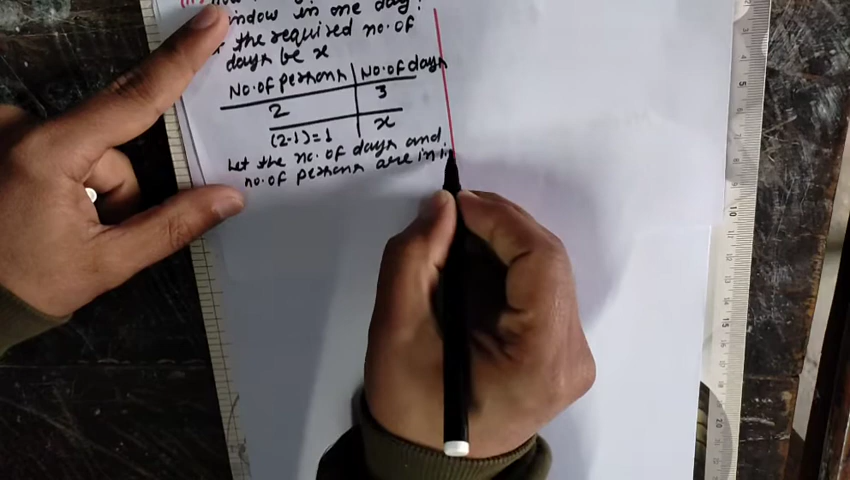 window in one day?
the required no. of
days be x
No. of persons No. of days
2 3
(2-1)=1 x
Let the no. of days and
no. of persons are in